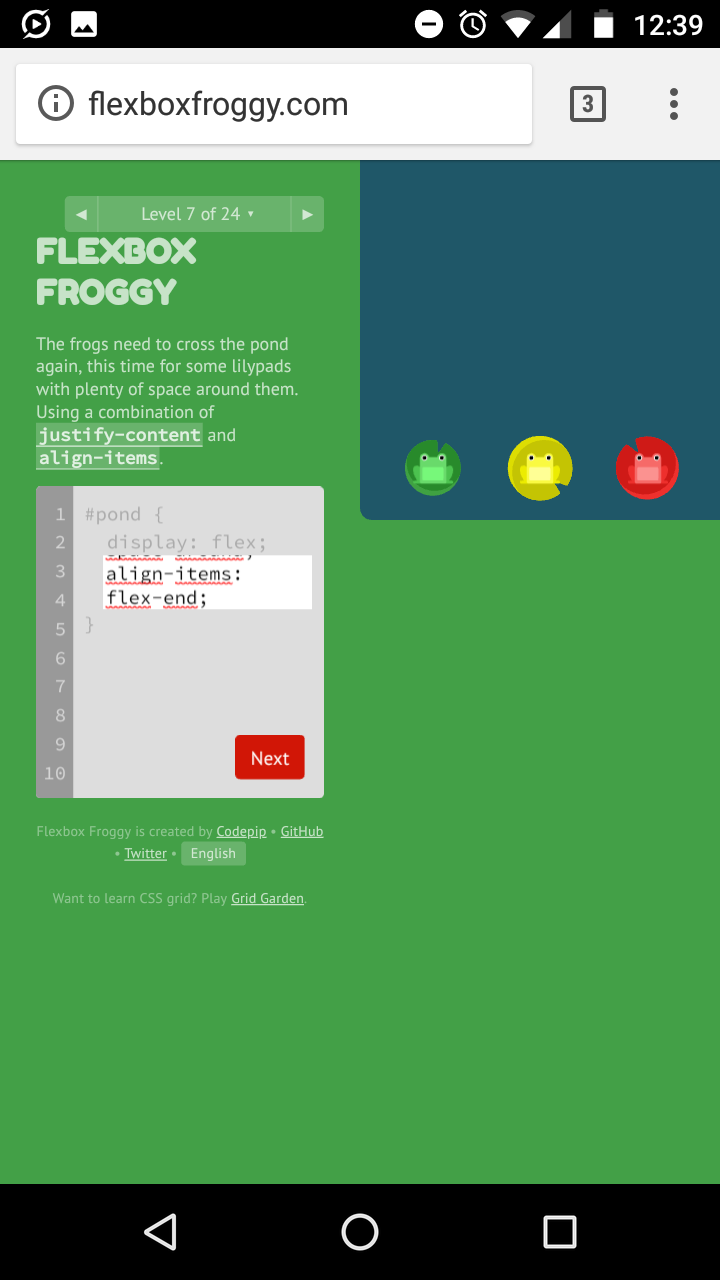 12:39
flexboxfroggy.com
3
◀ Level 7 of 24 ▾ ▶
FLEXBOX
FROGGY
The frogs need to cross the pond
again, this time for some lilypads
with plenty of space around them.
Using a combination of
justify-content and
align-items.
1 #pond {
2 display: flex;
space-around;
3 align-items:
4 flex-end;
5 }
6
7
8
9
10
Next
Flexbox Froggy is created by Codepip • GitHub
• Twitter • English
Want to learn CSS grid? Play Grid Garden.